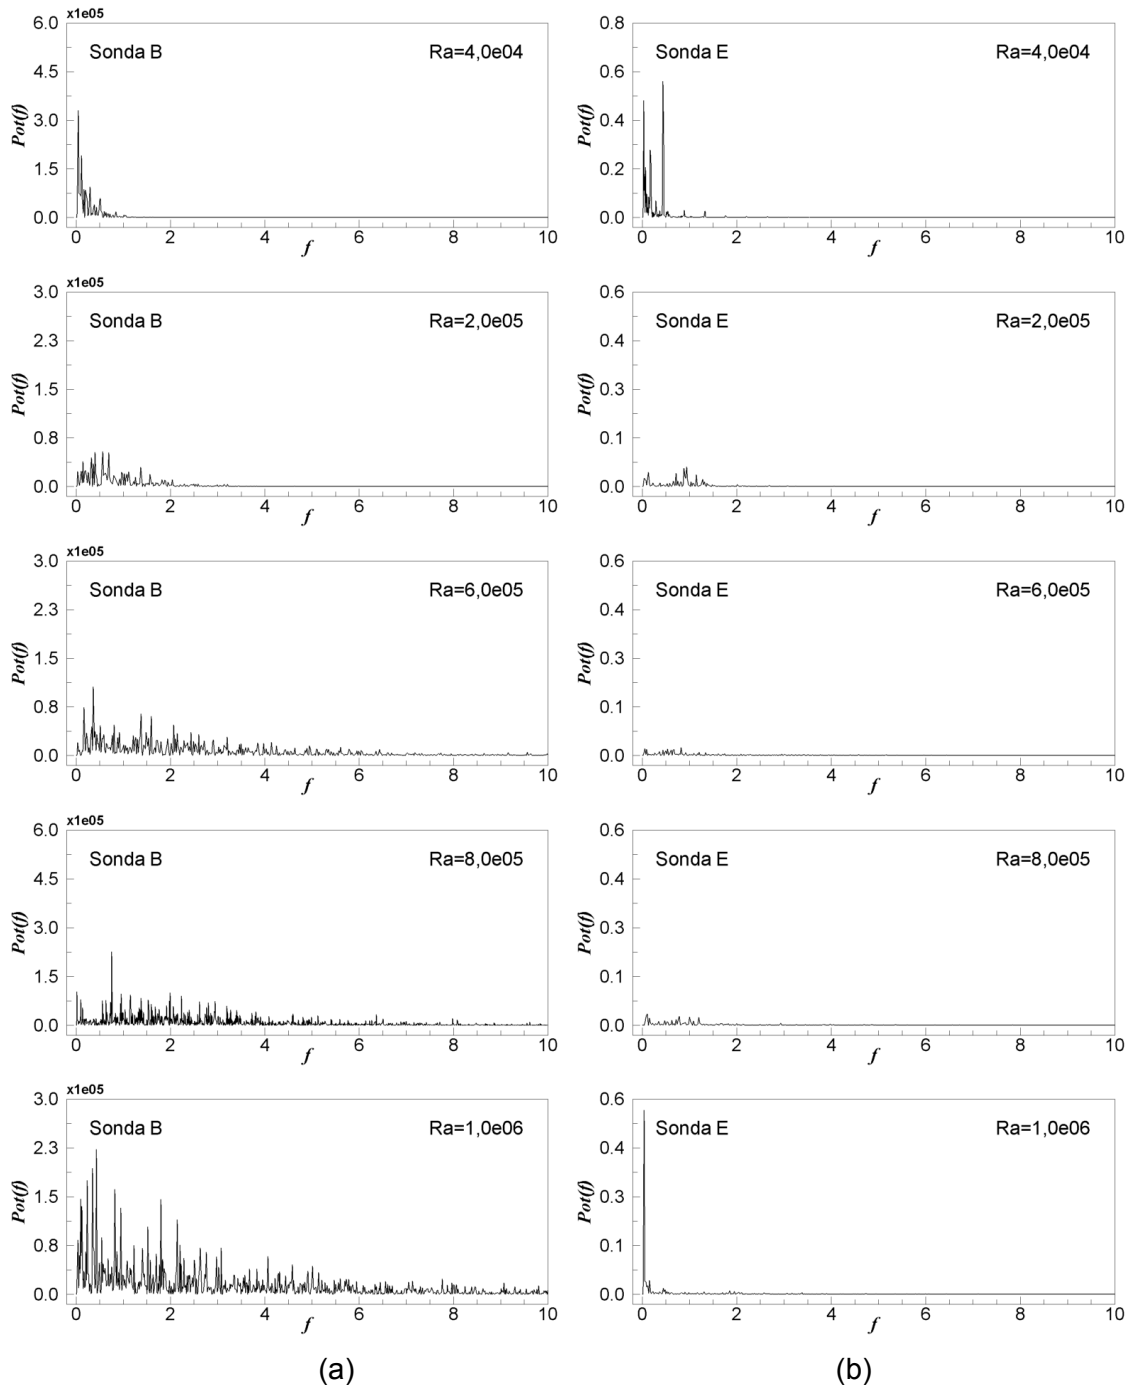 x1e05
6.0
4.5
3.0
1.5
0.0
Pot(f)
Sonda B Ra=4,0e04
0 2 4 6 8 10
f
0.8
0.6
0.4
0.2
0.0
Pot(f)
Sonda E Ra=4,0e04
0 2 4 6 8 10
f
x1e05
3.0
2.3
1.5
0.8
0.0
Pot(f)
Sonda B Ra=2,0e05
0 2 4 6 8 10
f
0.6
0.4
0.3
0.1
0.0
Pot(f)
Sonda E Ra=2,0e05
0 2 4 6 8 10
f
x1e05
3.0
2.3
1.5
0.8
0.0
Pot(f)
Sonda B Ra=6,0e05
0 2 4 6 8 10
f
0.6
0.4
0.3
0.1
0.0
Pot(f)
Sonda E Ra=6,0e05
0 2 4 6 8 10
f
x1e05
6.0
4.5
3.0
1.5
0.0
Pot(f)
Sonda B Ra=8,0e05
0 2 4 6 8 10
f
0.6
0.4
0.3
0.1
0.0
Pot(f)
Sonda E Ra=8,0e05
0 2 4 6 8 10
f
x1e05
3.0
2.3
1.5
0.8
0.0
Pot(f)
Sonda B Ra=1,0e06
0 2 4 6 8 10
f
0.6
0.4
0.3
0.1
0.0
Pot(f)
Sonda E Ra=1,0e06
0 2 4 6 8 10
f
(a) (b)